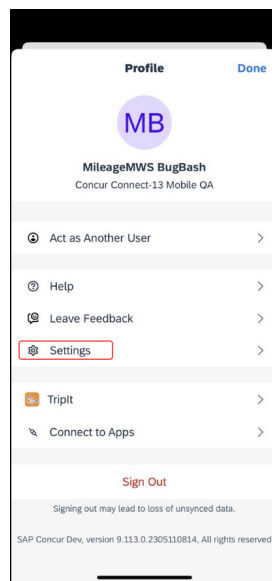 Profile
Done
MB
MileageMWS BugBash
Concur Connect-13 Mobile QA
Act as Another User
Help
Leave Feedback
Settings
TripIt
Connect to Apps
Sign Out
Signing out may lead to loss of unsynced data.
SAP Concur Dev, version 9.113.0.2305110814, All rights reserved